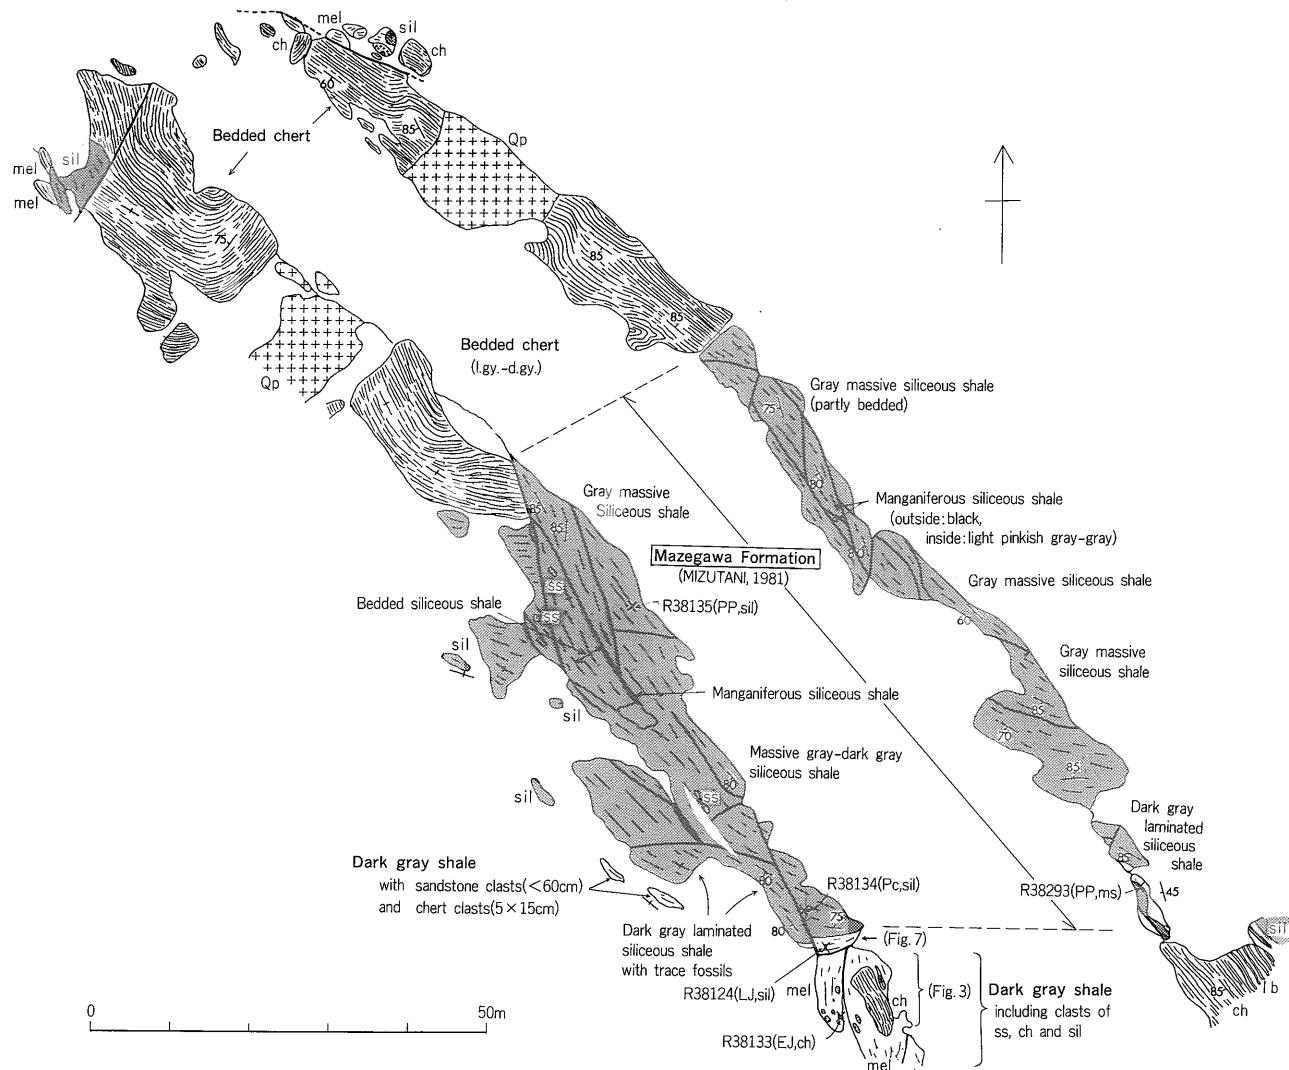 mel
sil
ch
ch
60
Bedded chert
85
Qp
sil
mel
mel
75
85
85
Qp
Bedded chert
(l.gy.-d.gy.)
Gray massive siliceous shale
(partly bedded)
75
80
Manganiferous siliceous shale
(outside:black,
inside:light pinkish gray-gray)
80
Gray massive
Siliceous shale
85
85
Mazegawa Formation
(MIZUTANI, 1981)
Gray massive siliceous shale
ss
ss
Bedded siliceous shale
R38135(PP,sil)
60
sil
Gray massive
siliceous shale
Manganiferous siliceous shale
sil
85
70
85
Massive gray-dark gray
siliceous shale
80
ss
sil
Dark gray
laminated
siliceous
shale
85
Dark gray shale
with sandstone clasts(<60cm)
and chert clasts(5×15cm)
80
R38134(Pc,sil)
R38293(PP,ms)
45
75
80
Dark gray laminated
siliceous shale
with trace fossils
(Fig.7)
sil
R38124(LJ,sil)
mel
ch
(Fig.3)
Dark gray shale
including clasts of
ss, ch and sil
85
ch
1b
R38133(EJ,ch)
mel
0
50m